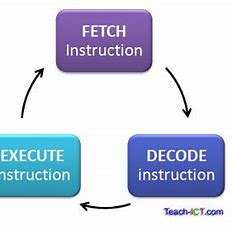 FETCH
Instruction
DECODE
instruction
EXECUTE
nstruction
Teach-ICT.com